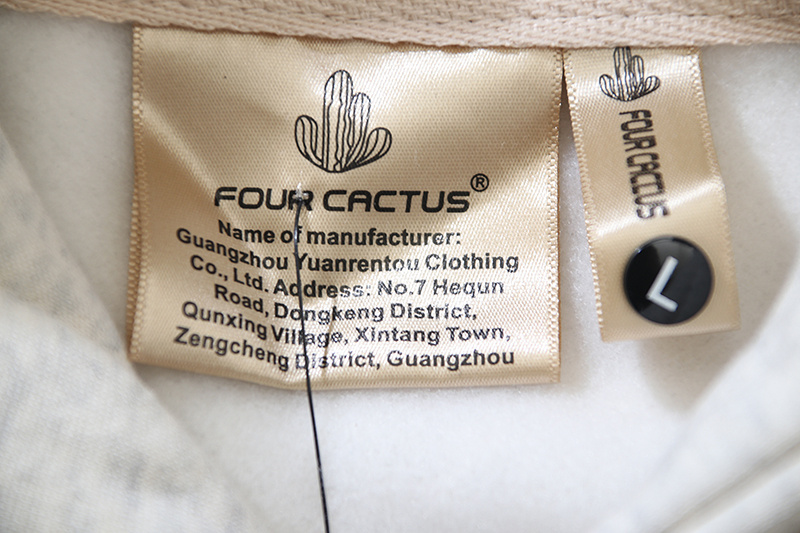 FOUR CACTUS®
Name of manufacturer:
Guangzhou Yuanrentou Clothing
Co., Ltd. Address: No.7 Hequn
Road, Dongkeng District,
Qunxing Village, Xintang Town,
Zengcheng District, Guangzhou
FOUR CACTUS
L